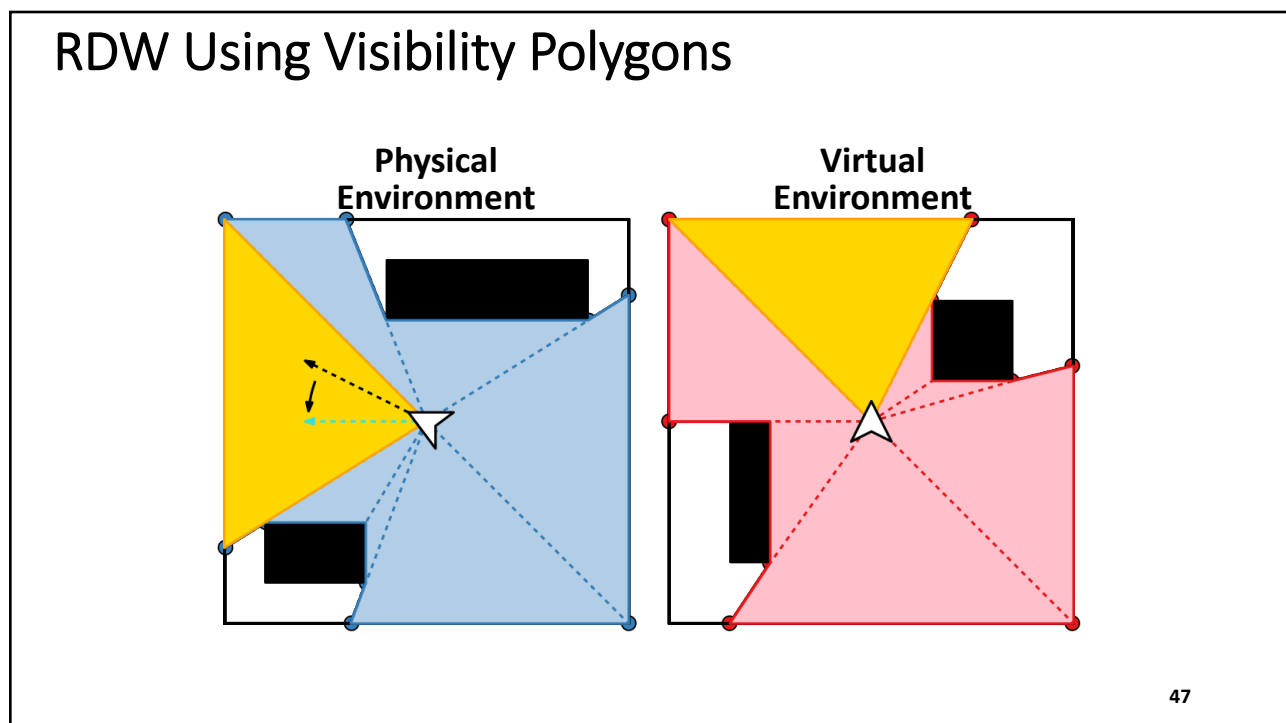 RDW Using Visibility Polygons
Physical
Environment
Virtual
Environment
47